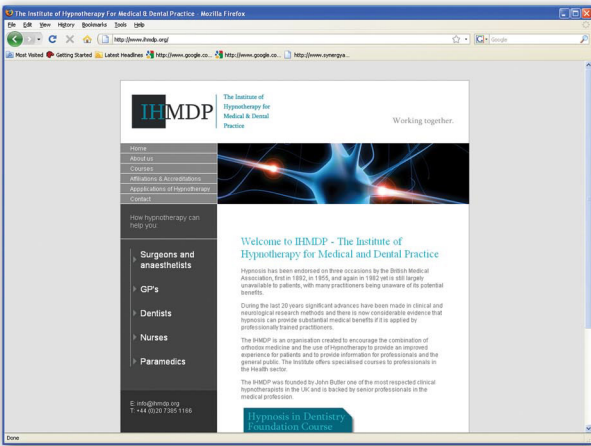 The Institute of Hypnotherapy For Medical & Dental Practice - Mozilla Firefox
File Edit View History Bookmarks Tools Help
http://www.ihmdp.org/
Google
Most Visited Getting Started Latest Headlines http://www.google.co... http://www.google.co... http://www.synergya...
IHMDP
The Institute of
Hypnotherapy for
Medical & Dental
Practice
Working together.
Home
About us
Courses
Affiliations & Accreditations
Appplications of Hypnotherapy
Contact
How hypnotherapy can
help you:
Surgeons and
anaesthetists
GP's
Dentists
Nurses
Paramedics
E: info@ihmdp.org
T: +44 (0)20 7385 1166
Welcome to IHMDP - The Institute of
Hypnotherapy for Medical and Dental Practice
Hypnosis has been endorsed on three occasions by the British Medical
Association, first in 1892, in 1955, and again in 1982 yet is still largely
unavailable to patients, with many practitioners being unaware of its potential
benefits.
During the last 20 years significant advances have been made in clinical and
neurological research methods and there is now considerable evidence that
hypnosis can provide substantial medical benefits if it is applied by
professionally trained practitioners.
The IHMDP is an organisation created to encourage the combination of
orthodox medicine and the use of Hypnotherapy to provide an improved
experience for patients and to provide information for professionals and the
general public. The Institute offers specialised courses to professionals in
the Health sector.
The IHMDP was founded by John Butler one of the most respected clinical
hypnotherapists in the UK and is backed by senior professionals in the
medical profession.
Hypnosis in Dentistry
Foundation Course
Done